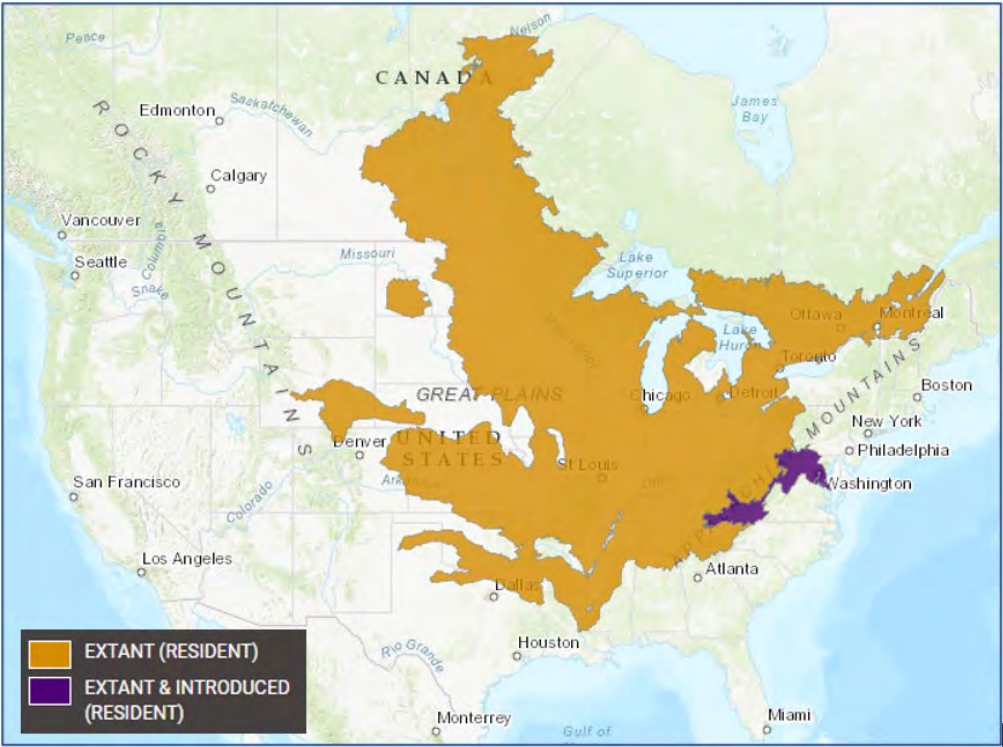 Nelson
Peace
CANADA
James
Bay
Edmonton
Saskatchewan
Calgary
ROCKY MOUNTAINS
Vancouver
Columbia
Seattle
Missouri
Lake
Superior
Snake
Ottawa
Montréal
Lake
Huron
Toronto
GREAT PLAINS
Chicago
Detroit
Boston
New York
Denver
UNITED
STATES
Philadelphia
St Louis
APPALACHIAN MOUNTAINS
San Francisco
Colorado
Arkansas
Washington
Los Angeles
Atlanta
Dallas
EXTANT (RESIDENT)
EXTANT & INTRODUCED
(RESIDENT)
Rio Grande
Houston
Monterrey
Miami
Gulf of